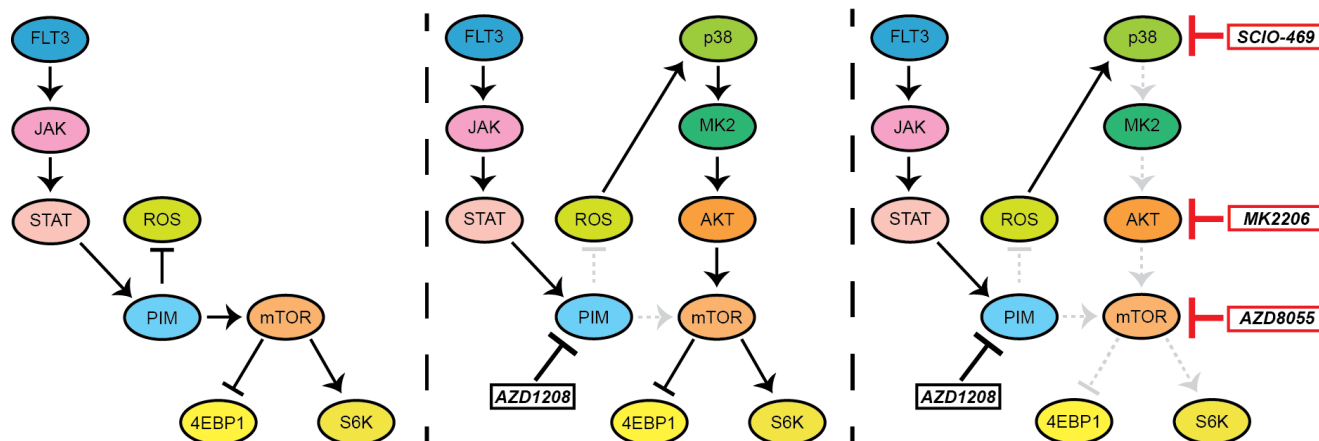 FLT3
JAK
STAT
ROS
PIM
mTOR
4EBP1
S6K
FLT3
p38
JAK
MK2
STAT
ROS
AKT
PIM
mTOR
AZD1208
4EBP1
S6K
FLT3
p38
SCIO-469
JAK
MK2
STAT
ROS
AKT
MK2206
PIM
mTOR
AZD8055
AZD1208
4EBP1
S6K